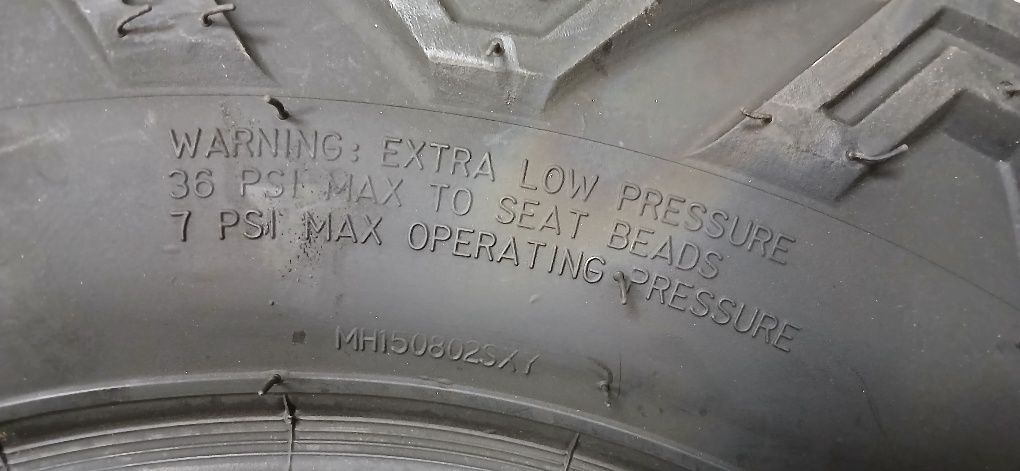 WARNING: EXTRA LOW PRESSURE
36 PSI MAX TO SEAT BEADS
7 PSI MAX OPERATING PRESSURE
MH150802SXY